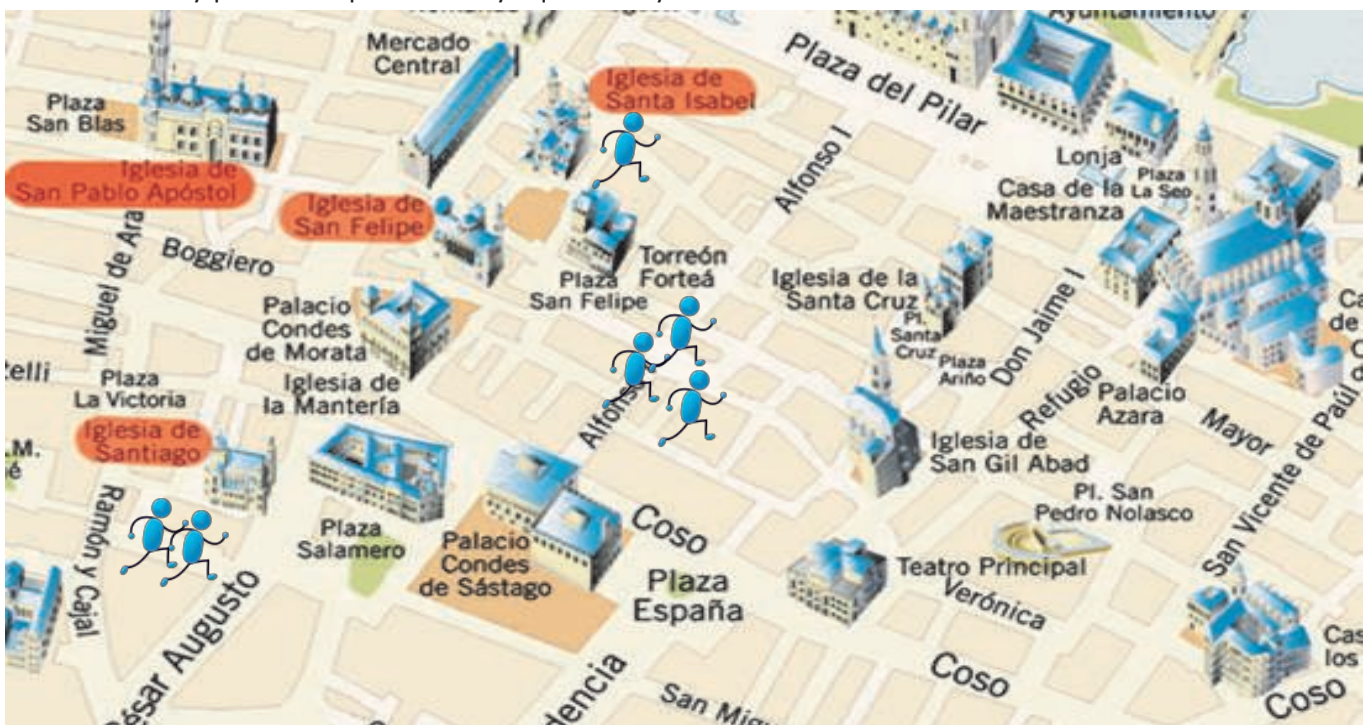 Ayuntamiento
Mercado
Central
Iglesia de
Santa Isabel
Plaza del Pilar
Plaza
San Blas
Alfonso I
Lonja
Plaza
La Seo
Casa de la
Maestranza
Iglesia de
San Pablo Apóstol
Iglesia de
San Felipe
Boggiero
Miguel de Ara
Torreón
Forteá
Plaza
San Felipe
Iglesia de la
Santa Cruz
Pl.
Santa
Cruz
Plaza
Ariño
Don Jaime I
Palacio
Condes
de Morata
Iglesia de
la Mantería
Plaza
La Victoria
Iglesia de
Santiago
Alfonso
Refugio
Palacio
Azara
Mayor
San Vicente de Paúl
Iglesia de
San Gil Abad
Pl. San
Pedro Nolasco
Ramón y Cajal
Plaza
Salamero
Palacio
Condes
de Sástago
Coso
Plaza
España
Teatro Principal
Verónica
Coso
San
Coso
los